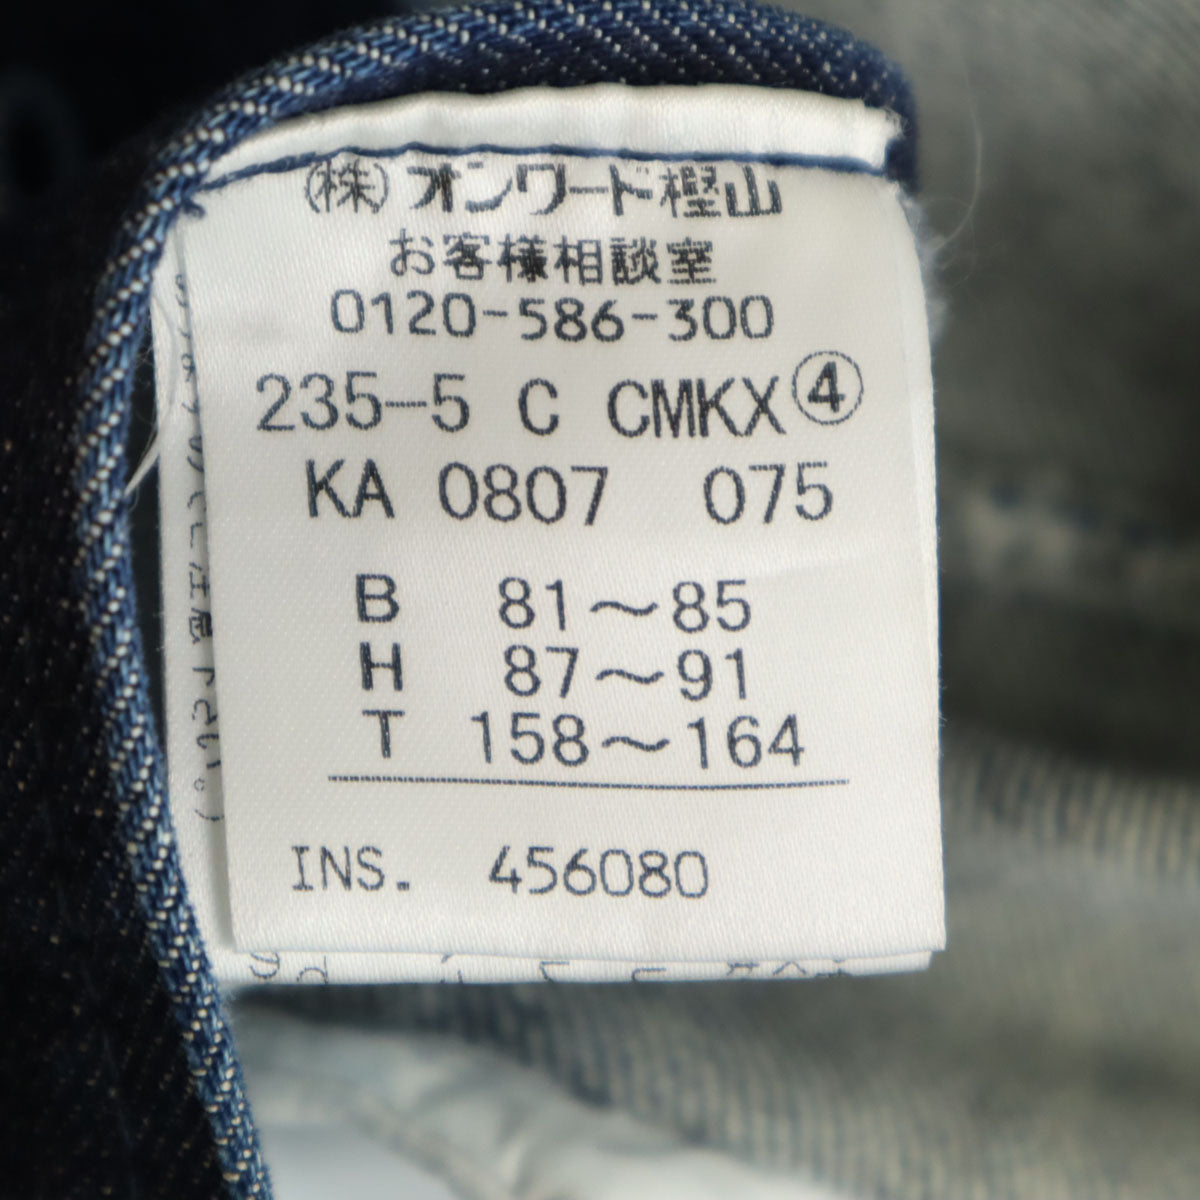 (株)オンワード樫山
お客様相談室
0120-586-300
235-5 C CMKX④
KA 0807 075
B 81〜85
H 87〜91
T 158〜164
INS. 456080